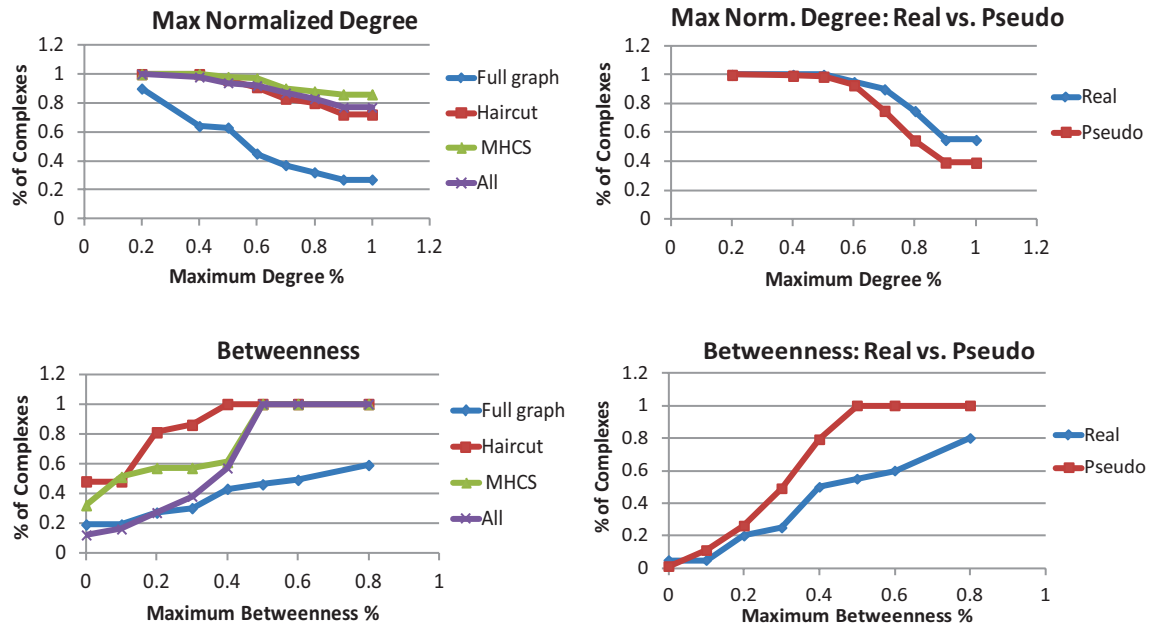 Max Normalized Degree
1.2
1
0.8
0.6
0.4
0.2
0
% of Complexes
0 0.2 0.4 0.6 0.8 1 1.2
Maximum Degree %
Full graph
Haircut
MHCS
All
Max Norm. Degree: Real vs. Pseudo
1.2
1
0.8
0.6
0.4
0.2
0
% of Complexes
0 0.2 0.4 0.6 0.8 1 1.2
Maximum Degree %
Real
Pseudo
Betweenness
1.2
1
0.8
0.6
0.4
0.2
0
% of Complexes
0 0.2 0.4 0.6 0.8 1
Maximum Betweenness %
Full graph
Haircut
MHCS
All
Betweenness: Real vs. Pseudo
1.2
1
0.8
0.6
0.4
0.2
0
% of Complexes
0 0.2 0.4 0.6 0.8 1
Maximum Betweenness %
Real
Pseudo